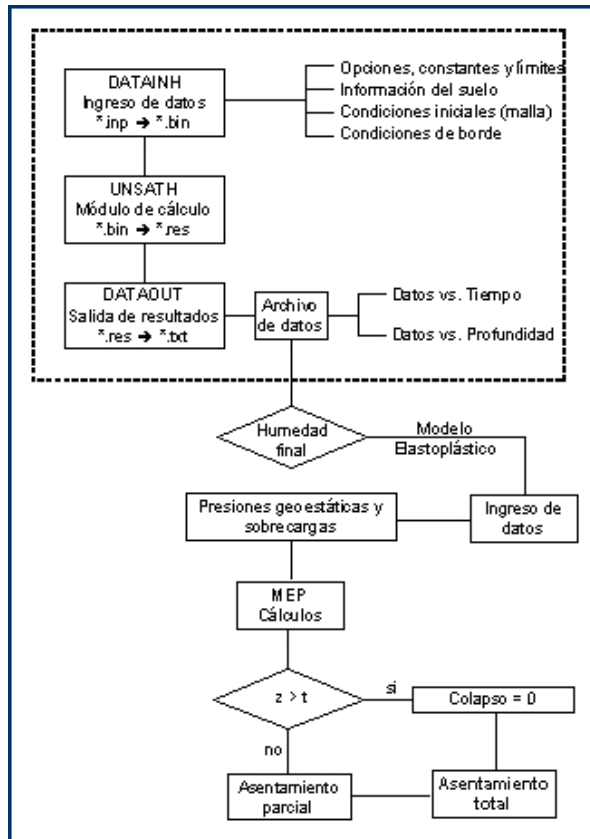 DATAINH
Ingreso de datos
*.inp ➔ *.bin
Opciones, constantes y límites
Información del suelo
Condiciones iniciales (malla)
Condiciones de borde
UNSATH
Módulo de cálculo
*.bin ➔ *.res
DATAOUT
Salida de resultados
*.res ➔ *.txt
Archivo
de datos
Datos vs. Tiempo
Datos vs. Profundidad
Humedad
final
Modelo
Elastoplástico
Presiones geoestáticas y
sobrecargas
Ingreso de
datos
MEP
Cálculos
z > t
si
Colapso = 0
no
Asentamiento
parcial
Asentamiento
total